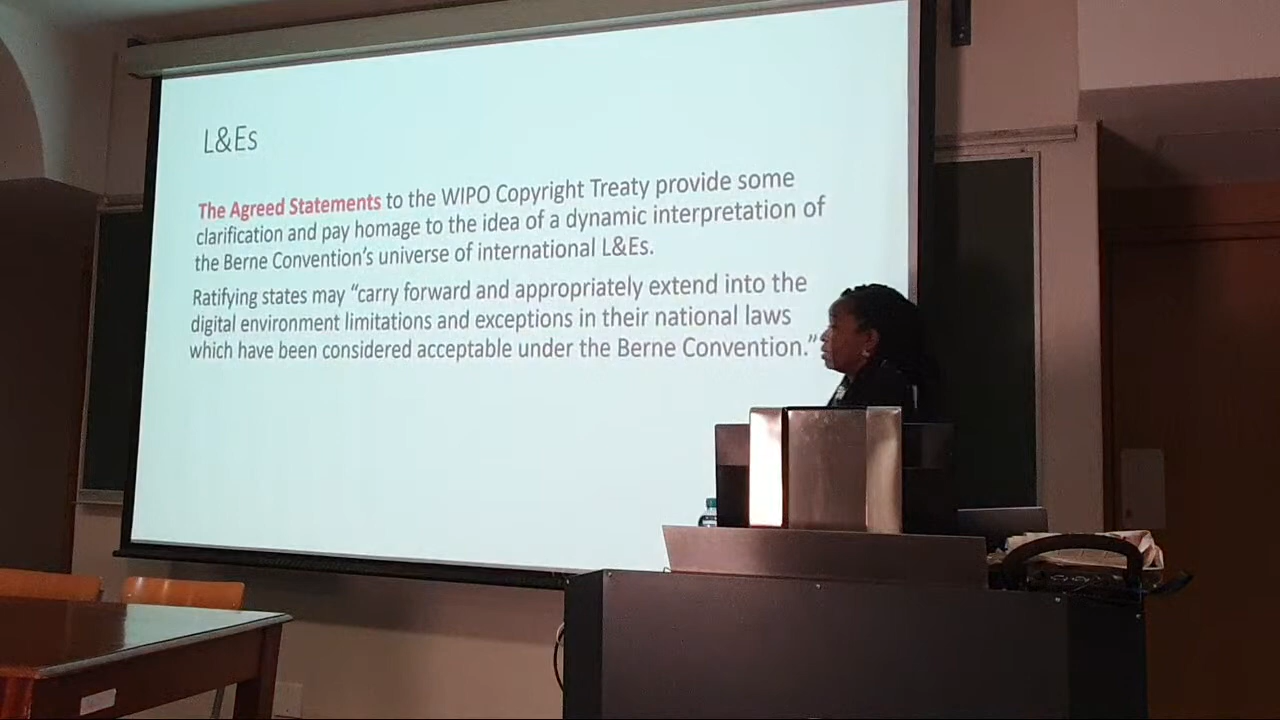 L&Es
The Agreed Statements to the WIPO Copyright Treaty provide some
clarification and pay homage to the idea of a dynamic interpretation of
the Berne Convention's universe of international L&Es.
Ratifying states may “carry forward and appropriately extend into the
digital environment limitations and exceptions in their national laws
which have been considered acceptable under the Berne Convention.”